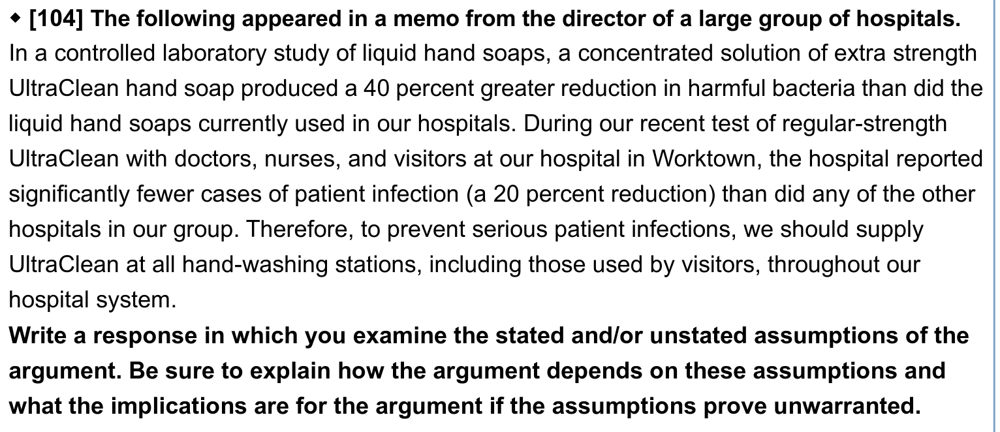 ◆ [104] The following appeared in a memo from the director of a large group of hospitals.
In a controlled laboratory study of liquid hand soaps, a concentrated solution of extra strength
UltraClean hand soap produced a 40 percent greater reduction in harmful bacteria than did the
liquid hand soaps currently used in our hospitals. During our recent test of regular-strength
UltraClean with doctors, nurses, and visitors at our hospital in Worktown, the hospital reported
significantly fewer cases of patient infection (a 20 percent reduction) than did any of the other
hospitals in our group. Therefore, to prevent serious patient infections, we should supply
UltraClean at all hand-washing stations, including those used by visitors, throughout our
hospital system.
Write a response in which you examine the stated and/or unstated assumptions of the
argument. Be sure to explain how the argument depends on these assumptions and
what the implications are for the argument if the assumptions prove unwarranted.